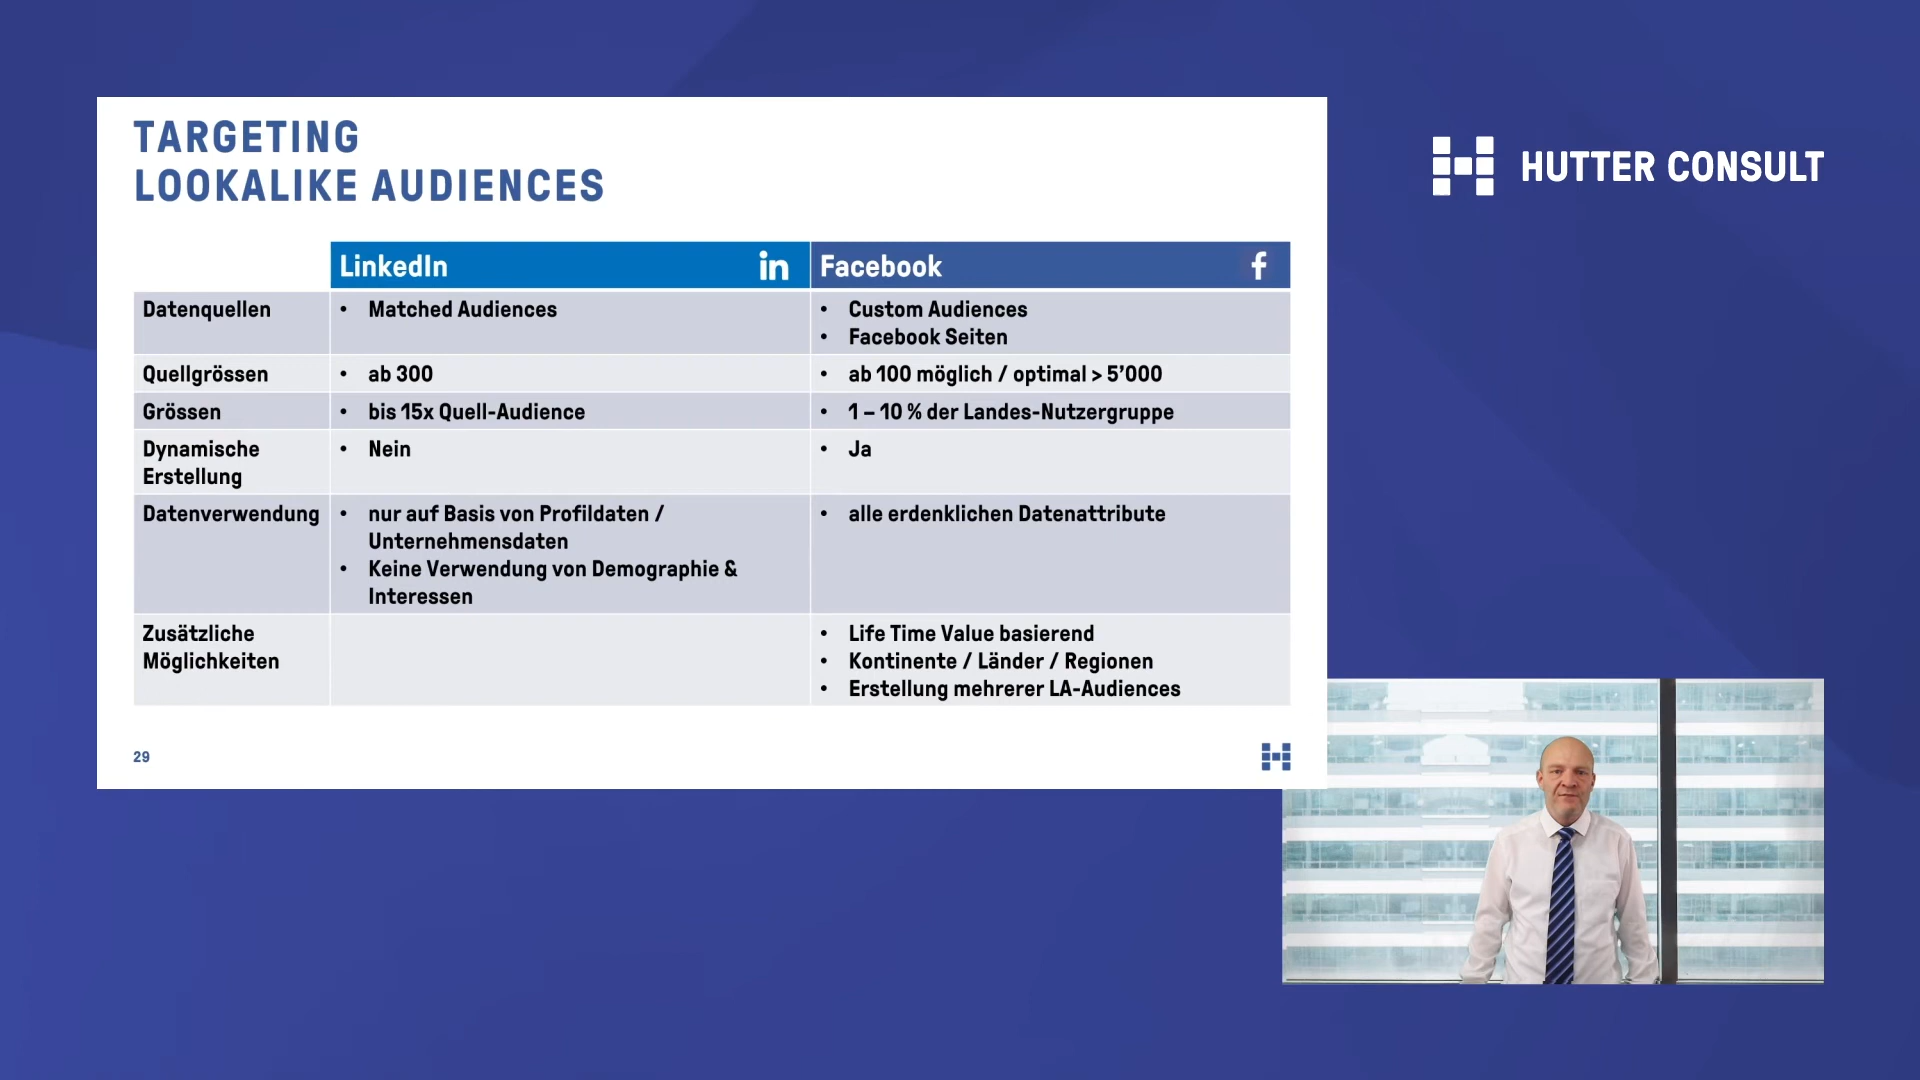 TARGETING
LOOKALIKE AUDIENCES
HUTTER CONSULT
LinkedIn in Facebook f
Datenquellen • Matched Audiences • Custom Audiences
• Facebook Seiten
Quellgrössen • ab 300 • ab 100 möglich / optimal > 5’000
Grössen • bis 15x Quell-Audience • 1 – 10 % der Landes-Nutzergruppe
Dynamische • Nein • Ja
Erstellung
Datenverwendung • nur auf Basis von Profildaten / • alle erdenklichen Datenattribute
Unternehmensdaten
• Keine Verwendung von Demographie &
Interessen
Zusätzliche • Life Time Value basierend
Möglichkeiten • Kontinente / Länder / Regionen
• Erstellung mehrerer LA-Audiences
29